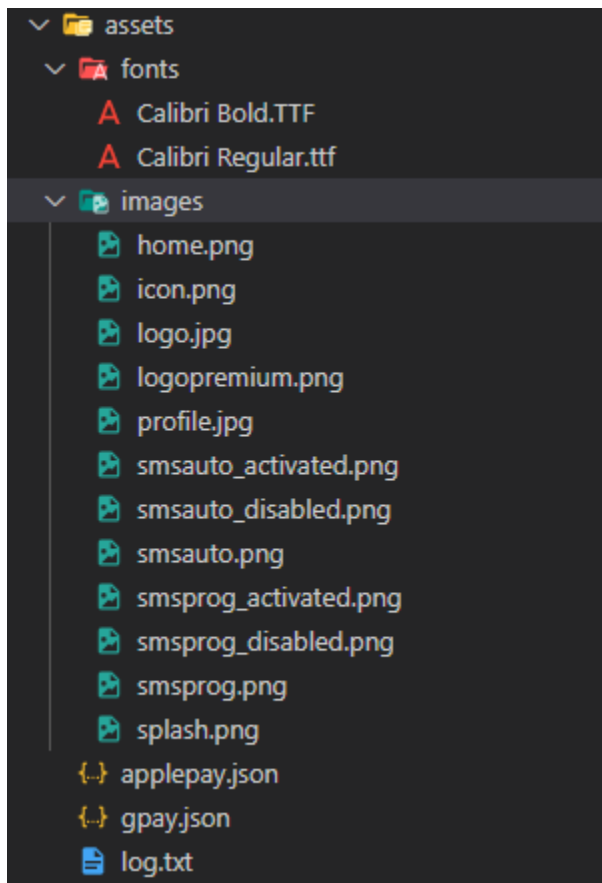 assets
fonts
Calibri Bold.TTF
Calibri Regular.ttf
images
home.png
icon.png
logo.jpg
logopremium.png
profile.jpg
smsauto_activated.png
smsauto_disabled.png
smsauto.png
smsprog_activated.png
smsprog_disabled.png
smsprog.png
splash.png
applepay.json
gpay.json
log.txt